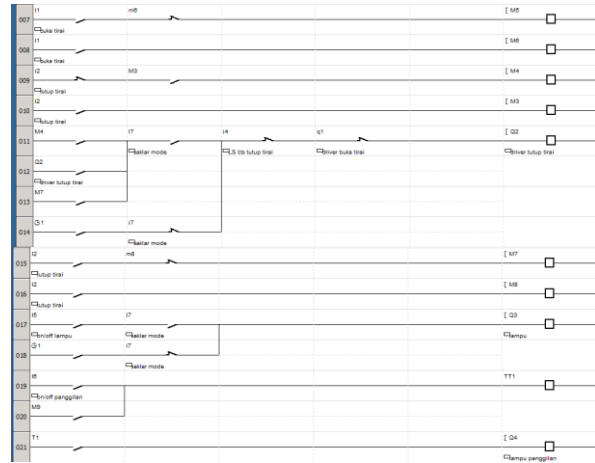 I1 m6 [ M5
007
buka tirai
I1 [ M6
008
buka tirai
I2 M3 [ M4
009
tutup tirai
I2 [ M3
010
tutup tirai
M4 I7 i4 q1 [ Q2
011
saklar mode LS tts tutup tirai driver buka tirai driver tutup tirai
Q2
012
driver tutup tirai
M7
013
G1 i7
014
saklar mode
I2 m8 [ M7
015
tutup tirai
I2 [ M8
016
tutup tirai
I5 I7 [ Q3
017
on/off lampu saklar mode lampu
G1 i7
018
saklar mode
I6 TT1
019
on/off panggilan
M9
020
T1 [ Q4
021
lampu panggilan